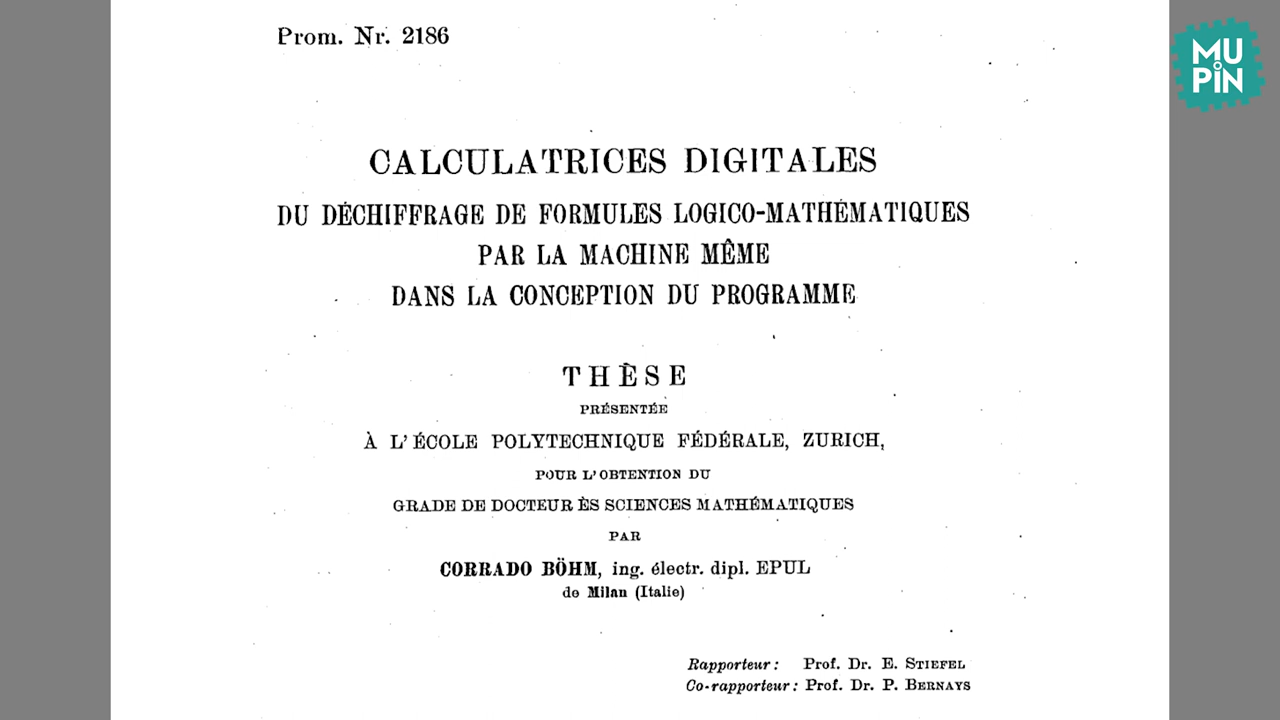 Prom. Nr. 2186
MU
PIN
CALCULATRICES DIGITALES
DU DÉCHIFFRAGE DE FORMULES LOGICO-MATHÉMATIQUES
PAR LA MACHINE MÊME
DANS LA CONCEPTION DU PROGRAMME
THÈSE
PRÉSENTÉE
À L'ÉCOLE POLYTECHNIQUE FÉDÉRALE, ZURICH,
POUR L'OBTENTION DU
GRADE DE DOCTEUR ÈS SCIENCES MATHÉMATIQUES
PAR
CORRADO BÖHM, ing. électr. dipl. EPUL
de Milan (Italie)
Rapporteur: Prof. Dr. E. STIEFEL
Co-rapporteur: Prof. Dr. P. BERNAYS